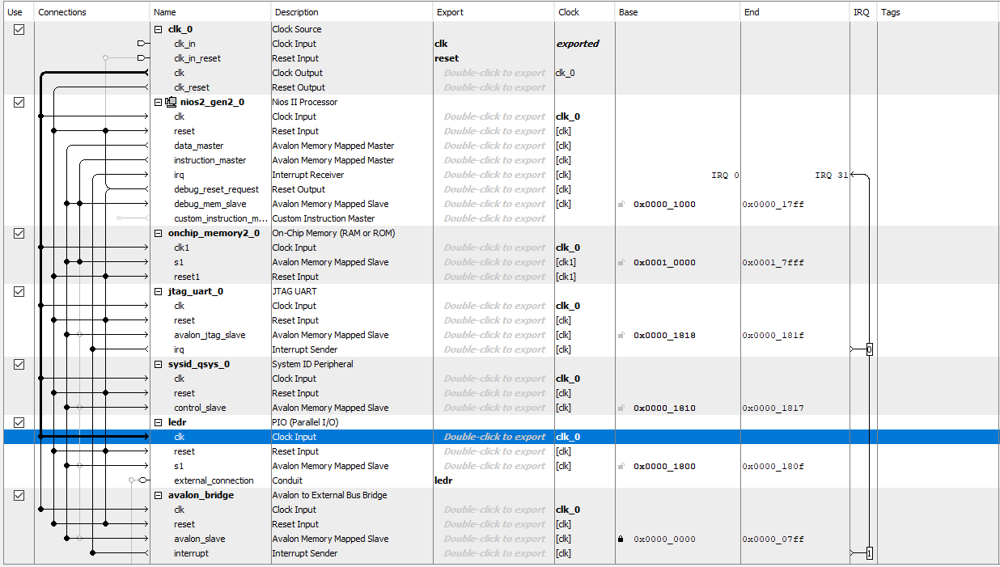 Use Connections Name Description Export Clock Base End IRQ Tags
clk_0 Clock Source
clk_in Clock Input clk exported
clk_in_reset Reset Input reset
clk Clock Output Double-click to export clk_0
clk_reset Reset Output Double-click to export
nios2_gen2_0 Nios II Processor
clk Clock Input Double-click to export clk_0
reset Reset Input Double-click to export [clk]
data_master Avalon Memory Mapped Master Double-click to export [clk]
instruction_master Avalon Memory Mapped Master Double-click to export [clk]
irq Interrupt Receiver Double-click to export [clk] IRQ 0 IRQ 31
debug_reset_request Reset Output Double-click to export [clk]
debug_mem_slave Avalon Memory Mapped Slave Double-click to export [clk] 0x0000_1000 0x0000_17ff
custom_instruction_m... Custom Instruction Master Double-click to export
onchip_memory2_0 On-Chip Memory (RAM or ROM)
clk1 Clock Input Double-click to export clk_0
s1 Avalon Memory Mapped Slave Double-click to export [clk1] 0x0001_0000 0x0001_7fff
reset1 Reset Input Double-click to export [clk1]
jtag_uart_0 JTAG UART
clk Clock Input Double-click to export clk_0
reset Reset Input Double-click to export [clk]
avalon_jtag_slave Avalon Memory Mapped Slave Double-click to export [clk] 0x0000_1818 0x0000_181f
irq Interrupt Sender Double-click to export [clk] 0
sysid_qsys_0 System ID Peripheral
clk Clock Input Double-click to export clk_0
reset Reset Input Double-click to export [clk]
control_slave Avalon Memory Mapped Slave Double-click to export [clk] 0x0000_1810 0x0000_1817
ledr PIO (Parallel I/O)
clk Clock Input Double-click to export clk_0
reset Reset Input Double-click to export [clk]
s1 Avalon Memory Mapped Slave Double-click to export [clk] 0x0000_1800 0x0000_180f
external_connection Conduit ledr
avalon_bridge Avalon to External Bus Bridge
clk Clock Input Double-click to export clk_0
reset Reset Input Double-click to export [clk]
avalon_slave Avalon Memory Mapped Slave Double-click to export [clk] 0x0000_0000 0x0000_07ff
interrupt Interrupt Sender Double-click to export [clk] 1